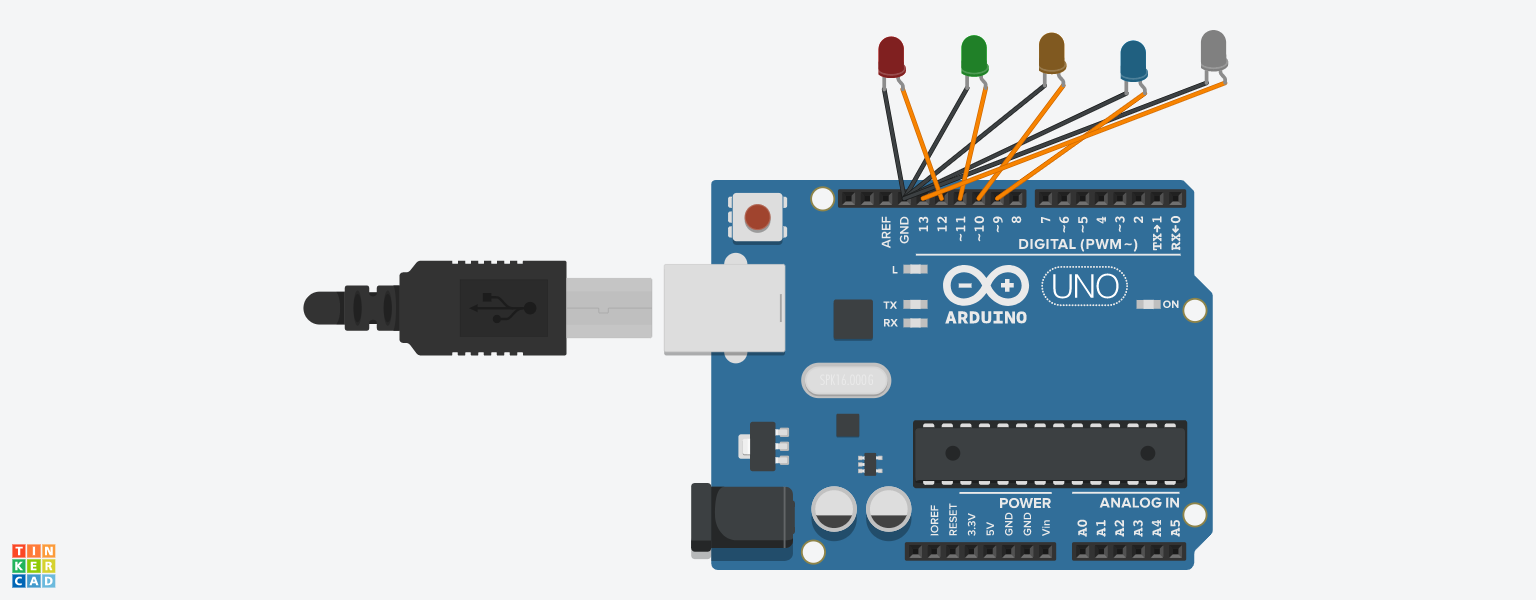 AREF
GND
13
12
~11
~10
~9
8
7
~6
~5
4
~3
2
TX→1
RX←0
DIGITAL (PWM~)
L
TX
RX
ARDUINO
UNO
ON
SPK16.000G
POWER
ANALOG IN
IOREF
RESET
3.3V
5V
GND
GND
Vin
A0
A1
A2
A3
A4
A5
TIN
KER
CAD